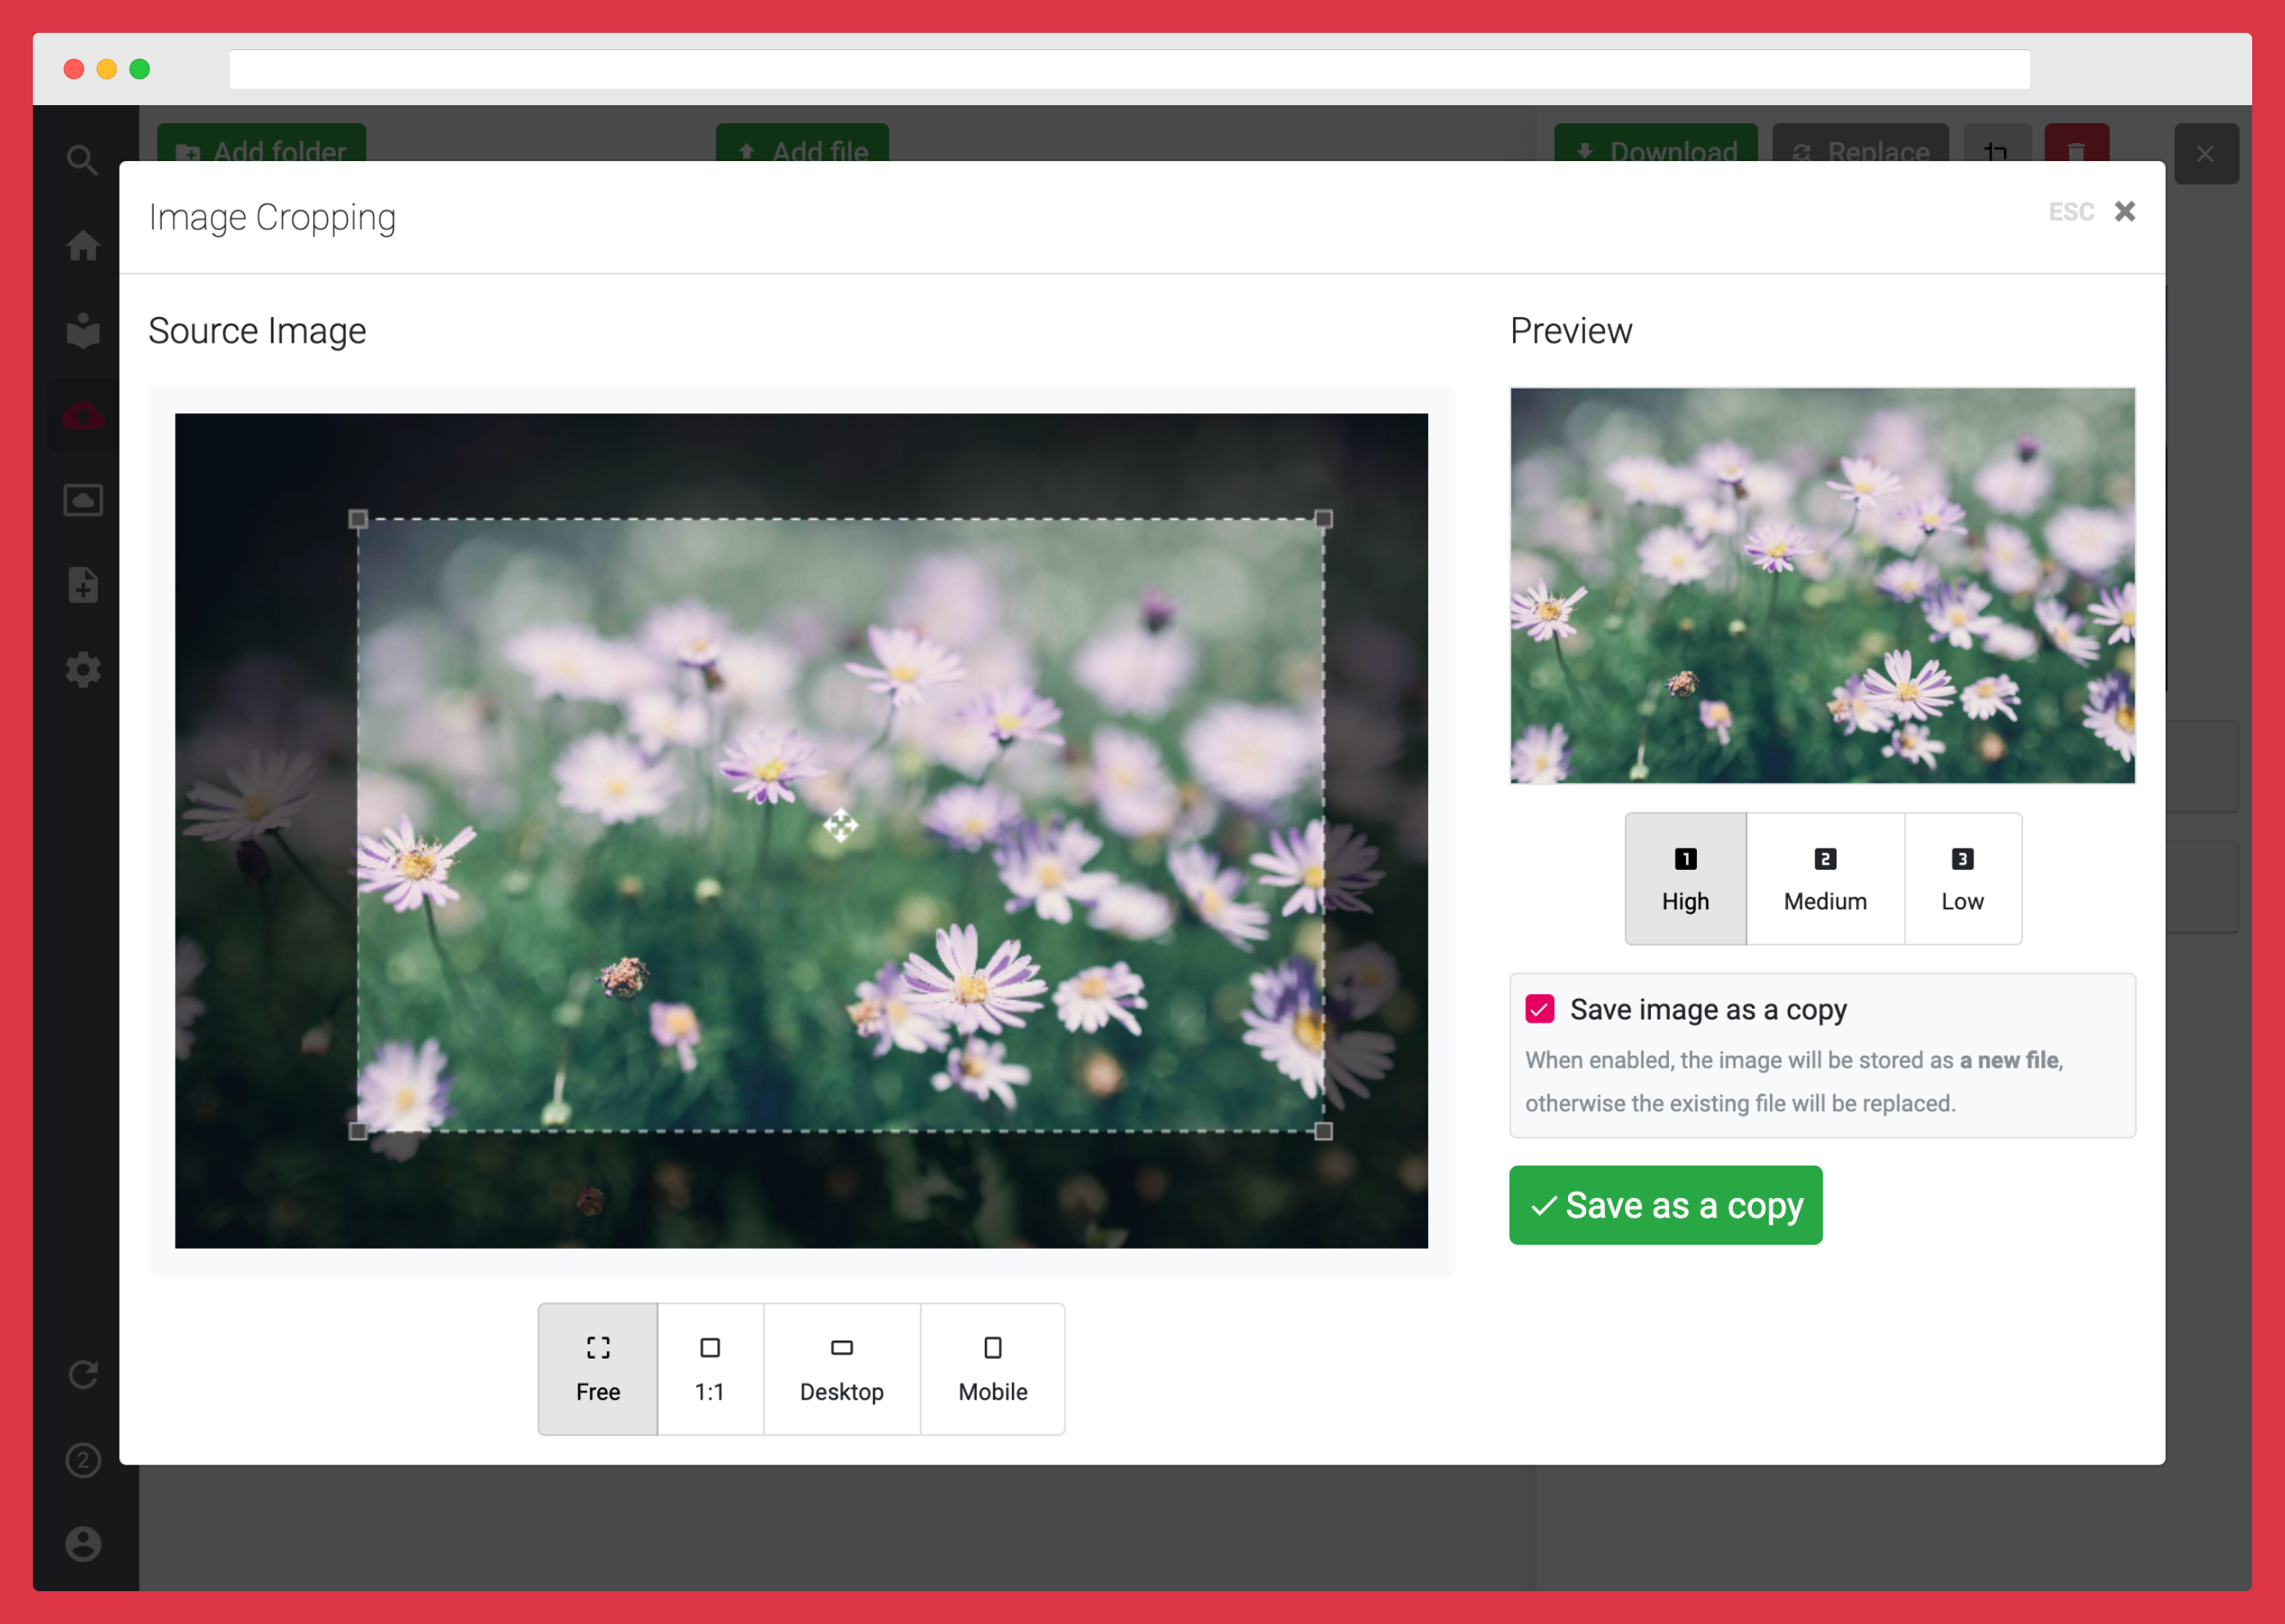 Add folder
Add file
Download
Replace
Image Cropping
ESC
Source Image
Preview
1
2
3
High
Medium
Low
Save image as a copy
When enabled, the image will be stored as a new file,
otherwise the existing file will be replaced.
Save as a copy
Free
1:1
Desktop
Mobile
2